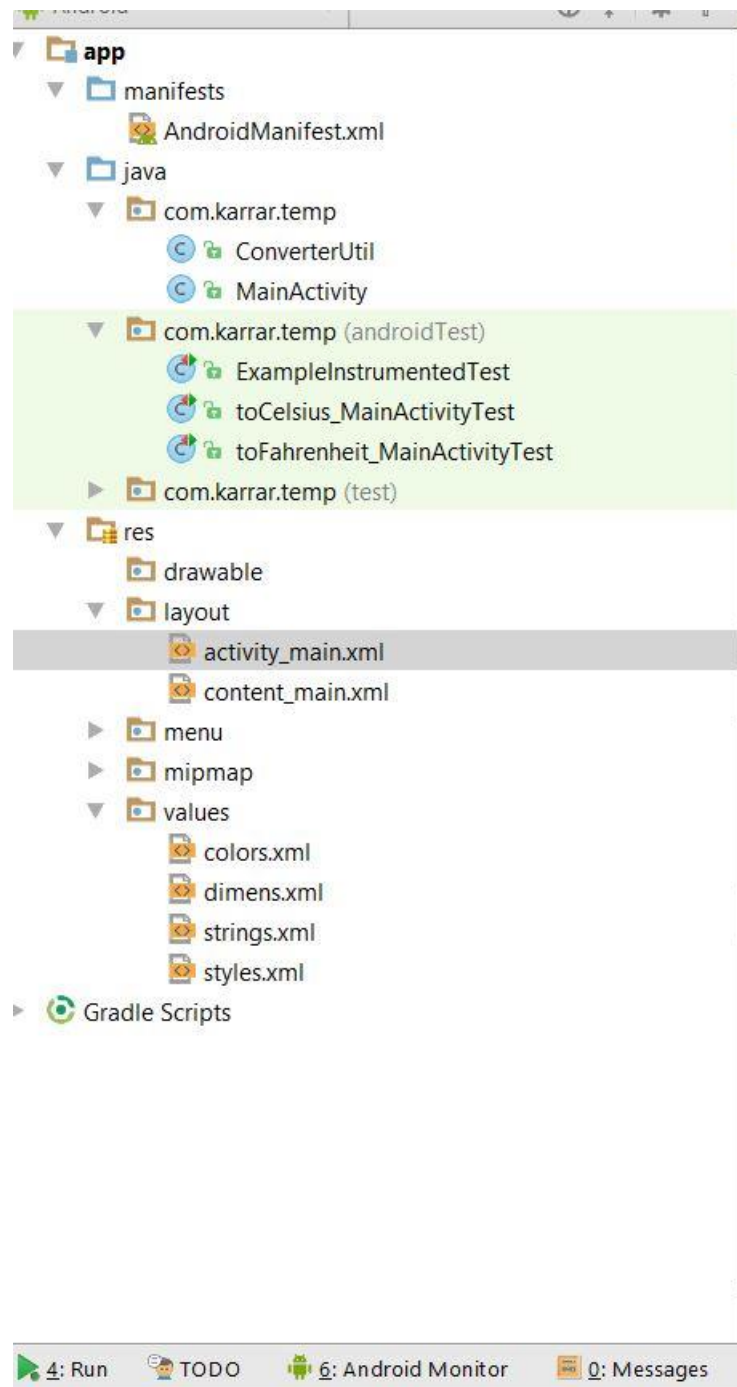 app
manifests
AndroidManifest.xml
java
com.karrar.temp
ConverterUtil
MainActivity
com.karrar.temp (androidTest)
ExampleInstrumentedTest
toCelsius_MainActivityTest
toFahrenheit_MainActivityTest
com.karrar.temp (test)
res
drawable
layout
activity_main.xml
content_main.xml
menu
mipmap
values
colors.xml
dimens.xml
strings.xml
styles.xml
Gradle Scripts
4: Run TODO 6: Android Monitor 0: Messages